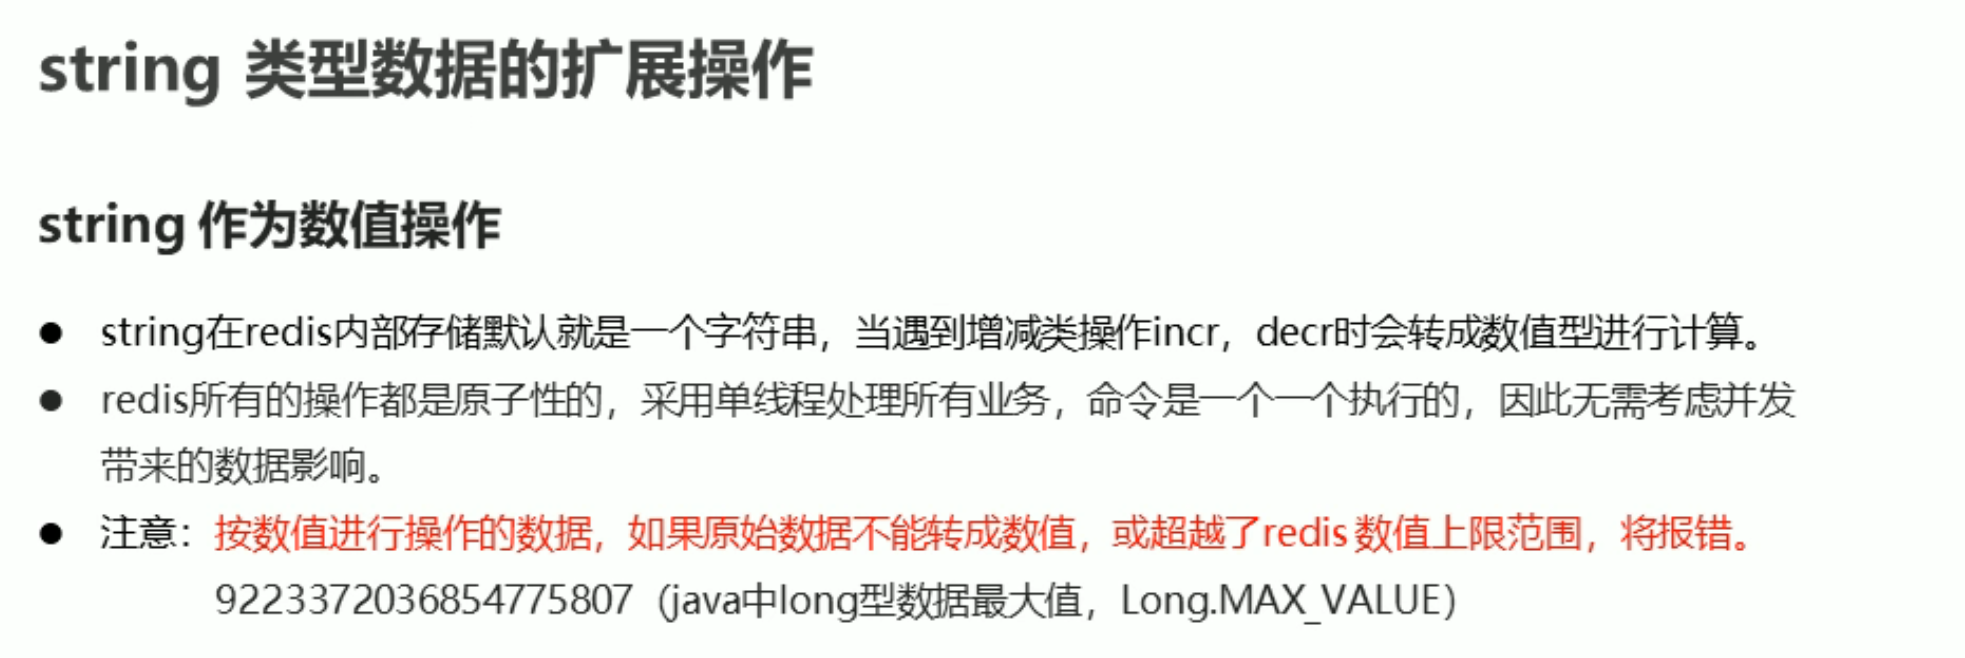 string 类型数据的扩展操作
string 作为数值操作
● string在redis内部存储默认就是一个字符串，当遇到增减类操作incr，decr时会转成数值型进行计算。
● redis所有的操作都是原子性的，采用单线程处理所有业务，命令是一个一个执行的，因此无需考虑并发
带来的数据影响。
● 注意：按数值进行操作的数据，如果原始数据不能转成数值，或超越了redis 数值上限范围，将报错。
9223372036854775807（java中long型数据最大值，Long.MAX_VALUE）